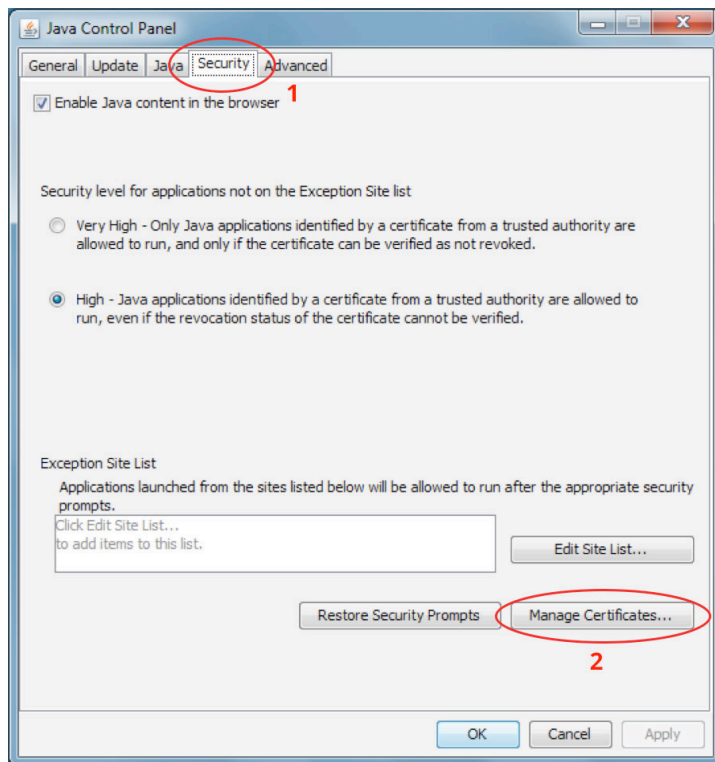 Java Control Panel
General Update Java Security Advanced
1
Enable Java content in the browser
Security level for applications not on the Exception Site list
Very High - Only Java applications identified by a certificate from a trusted authority are
allowed to run, and only if the certificate can be verified as not revoked.
High - Java applications identified by a certificate from a trusted authority are allowed to
run, even if the revocation status of the certificate cannot be verified.
Exception Site List
Applications launched from the sites listed below will be allowed to run after the appropriate security
prompts.
Click Edit Site List...
to add items to this list.
Edit Site List...
Restore Security Prompts Manage Certificates...
2
OK Cancel Apply